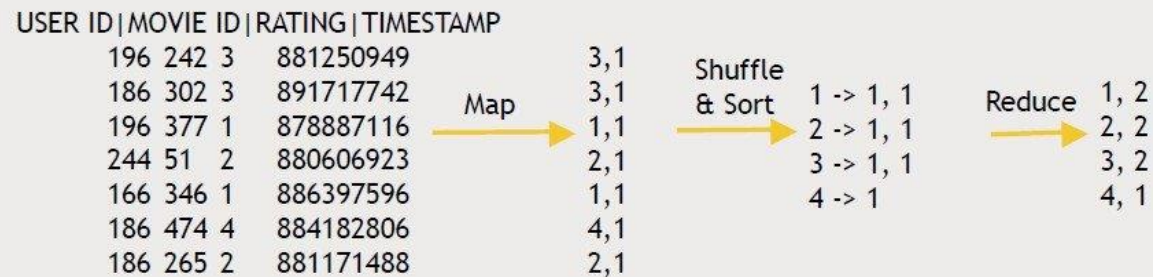 USER ID|MOVIE ID|RATING|TIMESTAMP
196 242 3 881250949
186 302 3 891717742
196 377 1 878887116
244 51 2 880606923
166 346 1 886397596
186 474 4 884182806
186 265 2 881171488
Map
3,1
3,1
1,1
2,1
1,1
4,1
2,1
Shuffle
& Sort
1 -> 1, 1
2 -> 1, 1
3 -> 1, 1
4 -> 1
Reduce
1, 2
2, 2
3, 2
4, 1